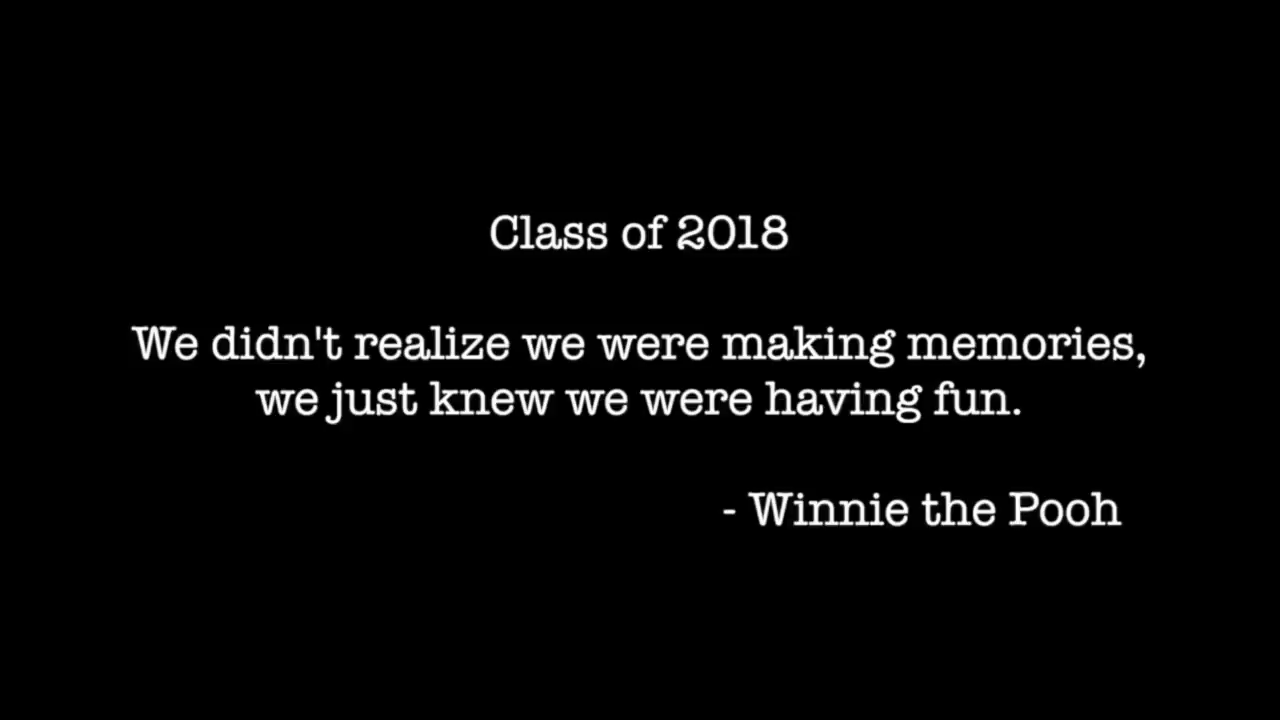 Class of 2018
We didn't realize we were making memories,
we just knew we were having fun.
- Winnie the Pooh